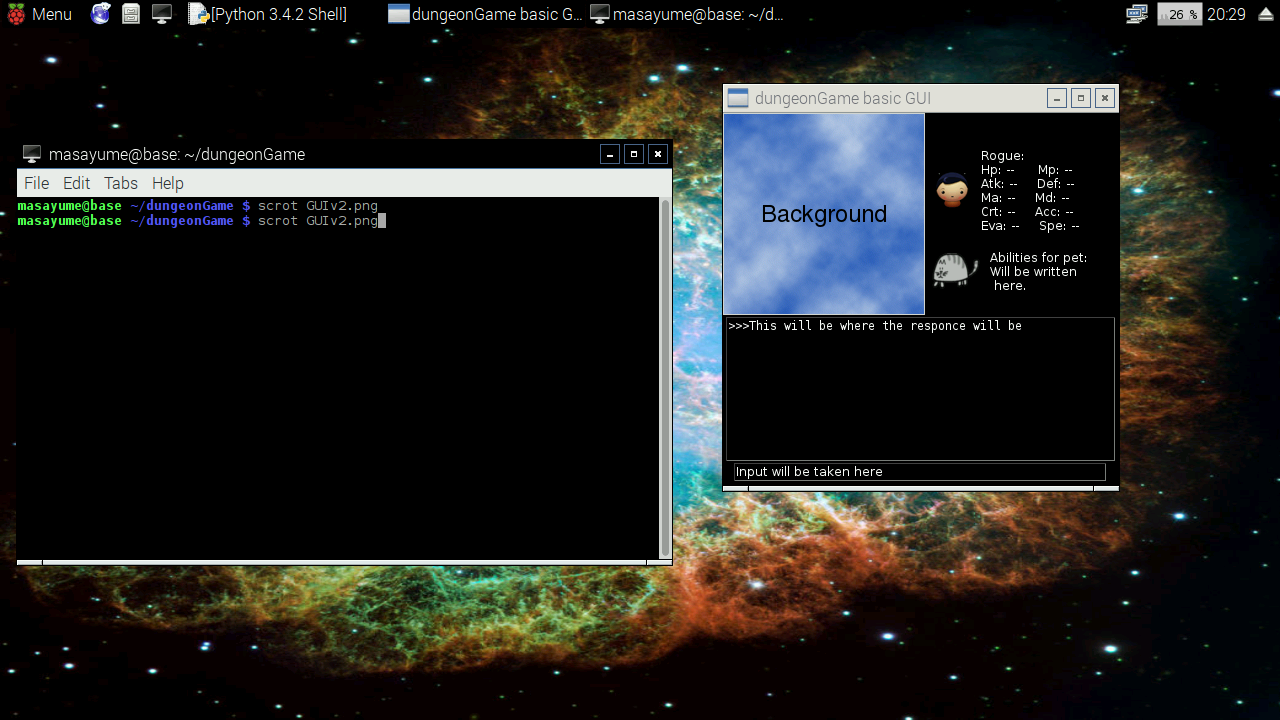 Menu [Python 3.4.2 Shell] dungeonGame basic G... masayume@base: ~/d... 26 % 20:29
masayume@base: ~/dungeonGame
File Edit Tabs Help
masayume@base ~/dungeonGame $ scrot GUIv2.png
masayume@base ~/dungeonGame $ scrot GUIv2.png
dungeonGame basic GUI
Background
Rogue:
Hp: -- Mp: --
Atk: -- Def: --
Ma: -- Md: --
Crt: -- Acc: --
Eva: -- Spe: --
Abilities for pet:
Will be written
here.
>>>This will be where the responce will be
Input will be taken here